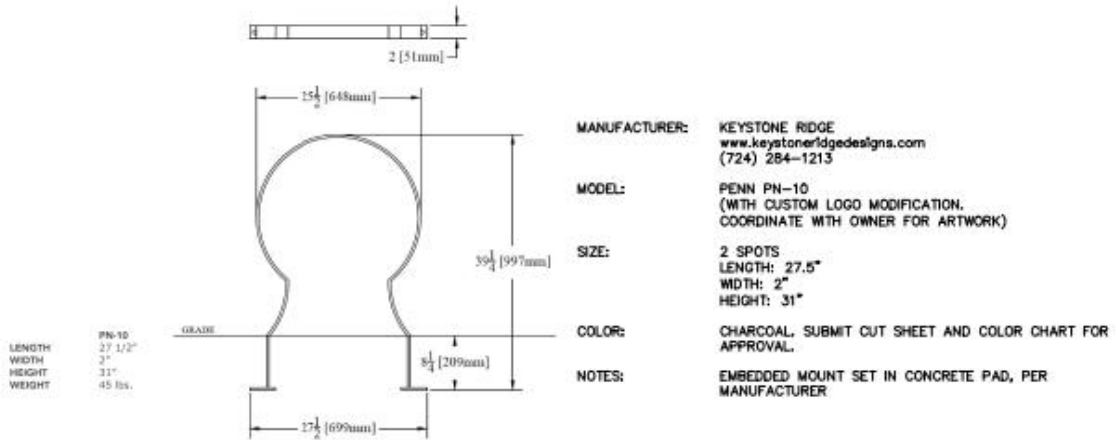 2 [51mm]
25 1/2 [648mm]
39 1/4 [997mm]
GRADE
8 1/4 [209mm]
27 1/2 [699mm]
PN-10
LENGTH 27 1/2"
WIDTH 2"
HEIGHT 31"
WEIGHT 45 lbs.
MANUFACTURER: KEYSTONE RIDGE
www.keystoneridgedesigns.com
(724) 284-1213
MODEL: PENN PN-10
(WITH CUSTOM LOGO MODIFICATION.
COORDINATE WITH OWNER FOR ARTWORK)
SIZE: 2 SPOTS
LENGTH: 27.5"
WIDTH: 2"
HEIGHT: 31"
COLOR: CHARCOAL. SUBMIT CUT SHEET AND COLOR CHART FOR
APPROVAL.
NOTES: EMBEDDED MOUNT SET IN CONCRETE PAD, PER
MANUFACTURER